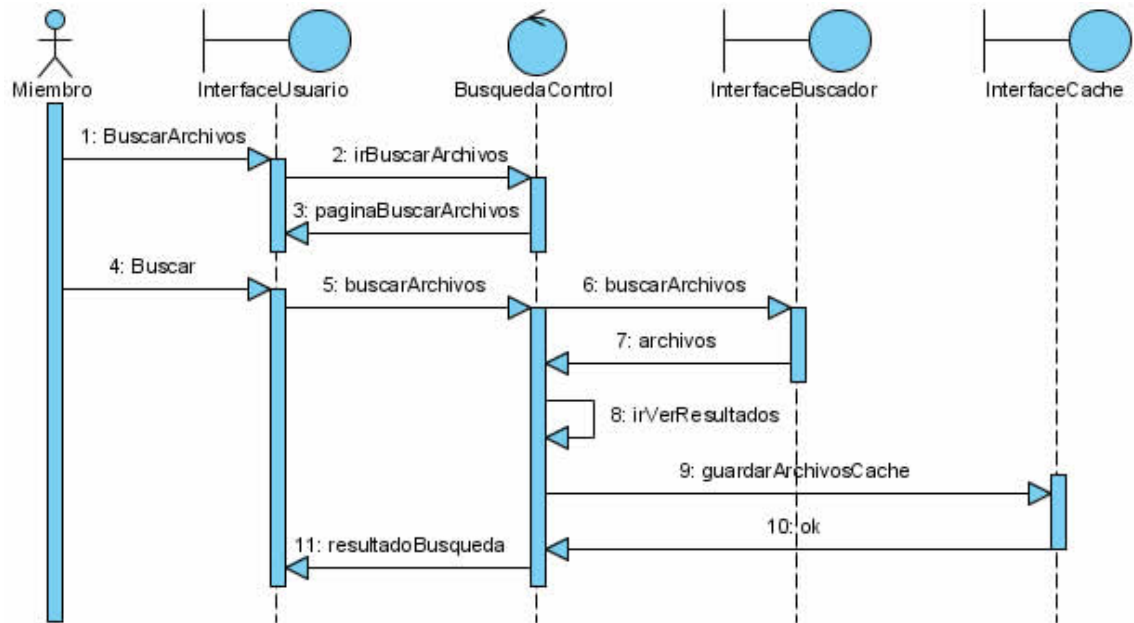 Miembro
InterfaceUsuario
BusquedaControl
InterfaceBuscador
InterfaceCache
1: BuscarArchivos
2: irBuscarArchivos
3: paginaBuscarArchivos
4: Buscar
5: buscarArchivos
6: buscarArchivos
7: archivos
8: irVerResultados
9: guardarArchivosCache
10: ok
11: resultadoBusqueda